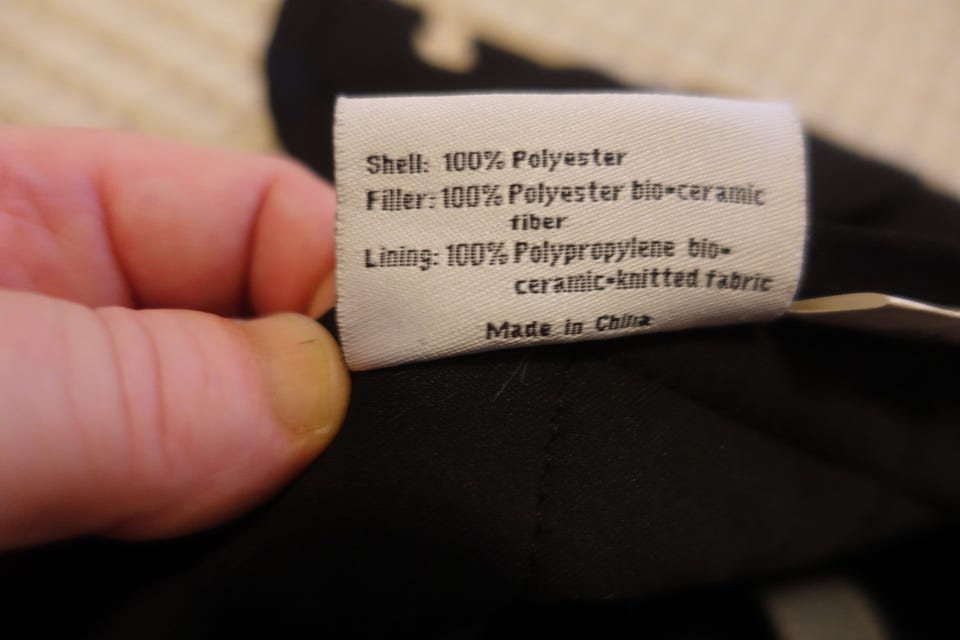 Shell: 100% Polyester
Filler: 100% Polyester bio-ceramic
fiber
Lining: 100% Polypropylene bio-
ceramic-knitted fabric
Made in China